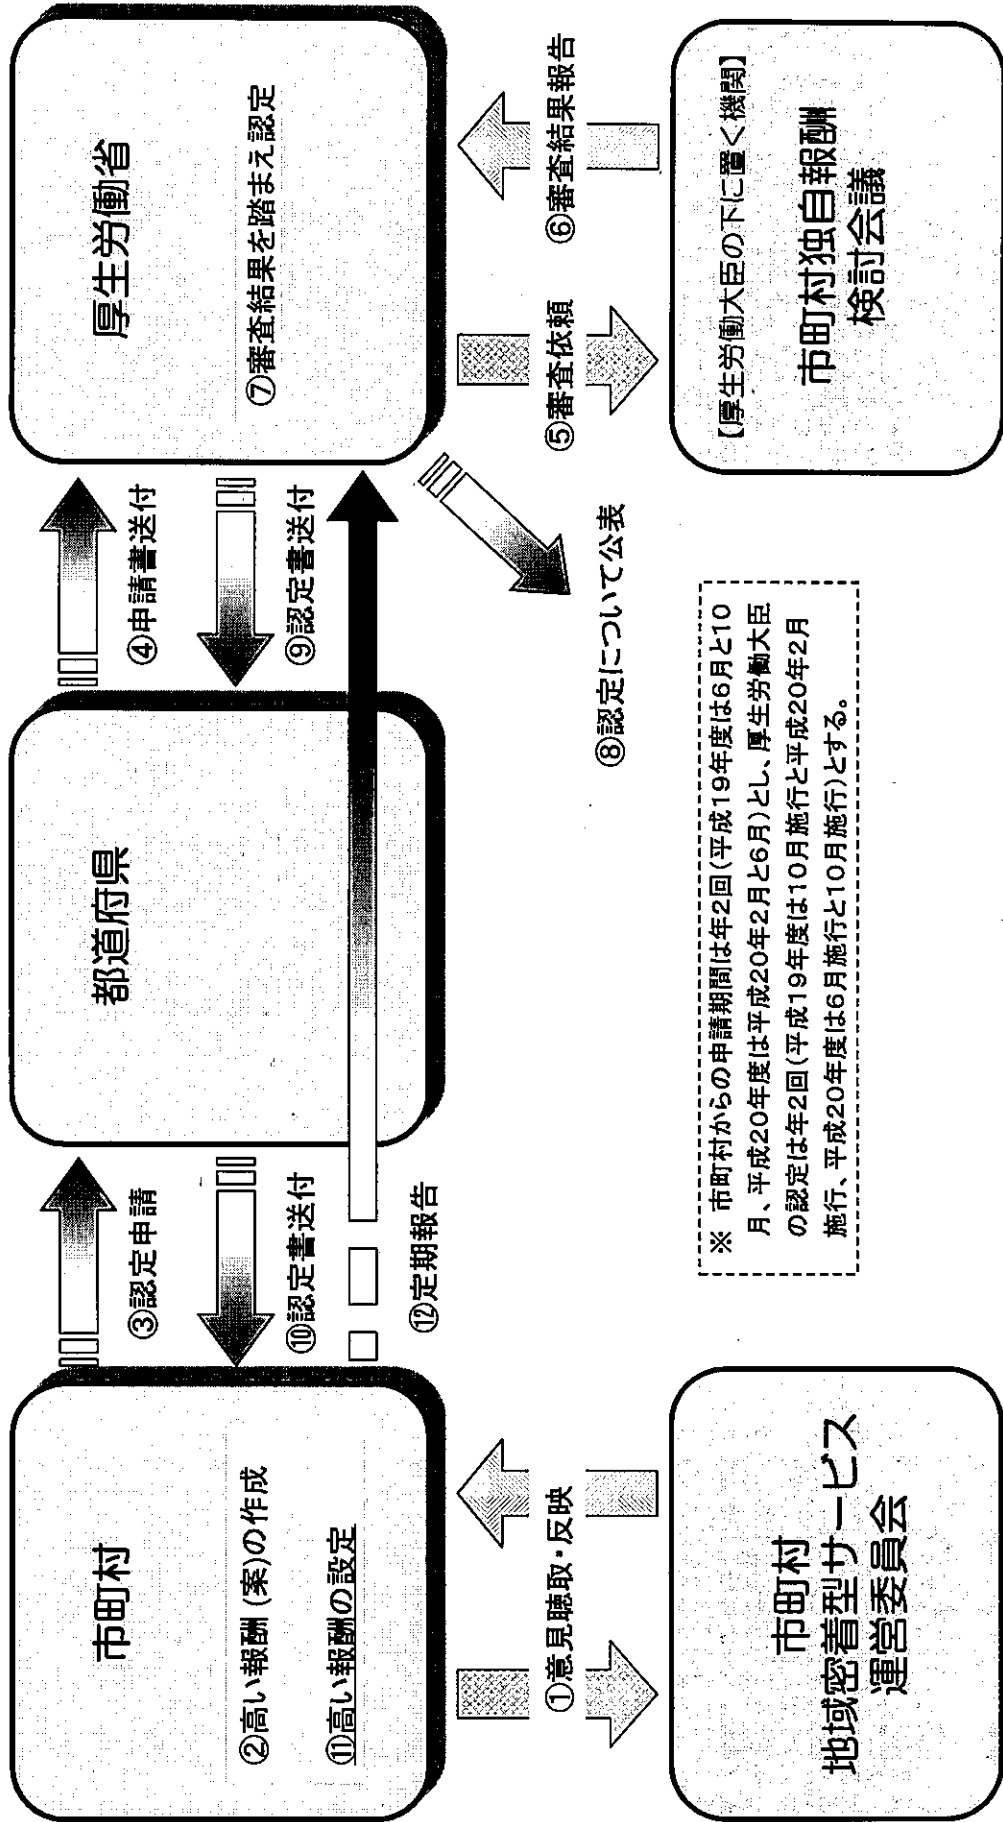 市町村
②高い報酬 (案)の作成
⑪高い報酬の設定
③認定申請
⑩認定書送付
⑫定期報告
都道府県
④申請書送付
⑨認定書送付
厚生労働省
⑦審査結果を踏まえ認定
①意見聴取・反映
⑧認定について公表
⑤審査依頼
⑥審査結果報告
市町村
地域密着型サービス
運営委員会
※ 市町村からの申請期間は年2回(平成19年度は6月と10
月、平成20年度は平成20年2月と6月)とし、厚生労働大臣
の認定は年2回(平成19年度は10月施行と平成20年2月
施行、平成20年度は6月施行と10月施行)とする。
【厚生労働大臣の下に置く機関】
市町村独自報酬
検討会議